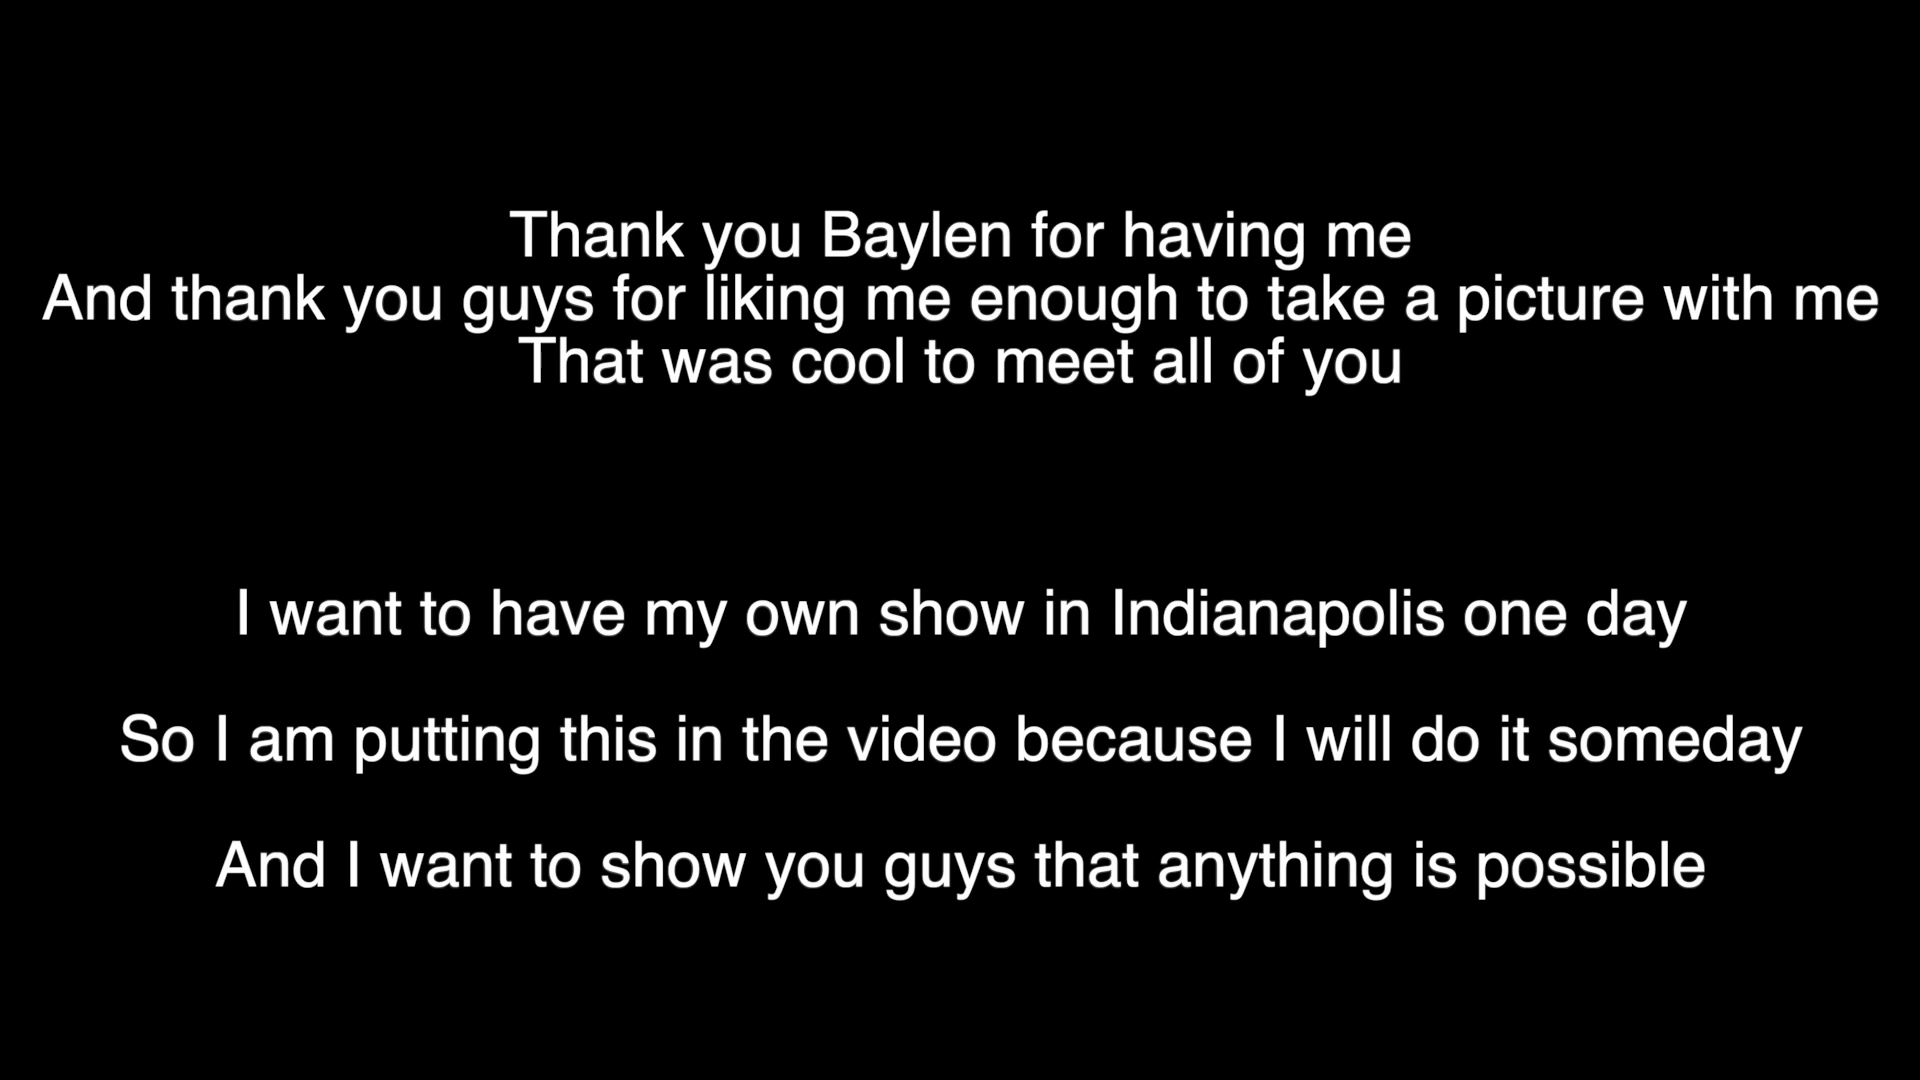 Thank you Baylen for having me
And thank you guys for liking me enough to take a picture with me
That was cool to meet all of you
I want to have my own show in Indianapolis one day
So I am putting this in the video because I will do it someday
And I want to show you guys that anything is possible